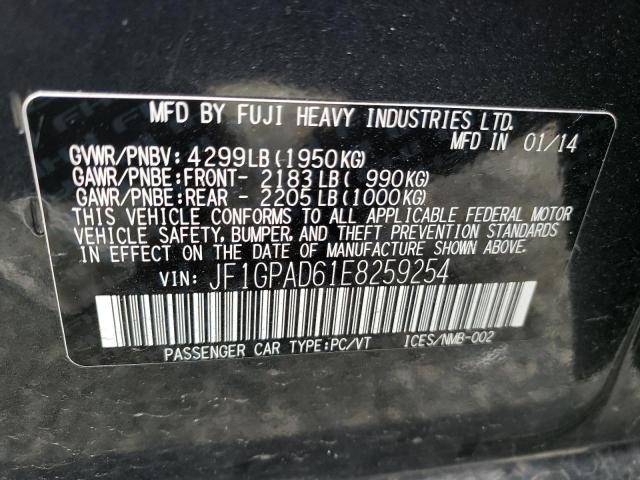 MFD BY FUJI HEAVY INDUSTRIES LTD.
MFD IN 01/14
GVWR/PNBV: 4299LB(1950KG)
GAWR/PNBE:FRONT- 2183LB( 990KG)
GAWR/PNBE:REAR - 2205LB(1000KG)
THIS VEHICLE CONFORMS TO ALL APPLICABLE FEDERAL MOTOR
VEHICLE SAFETY, BUMPER, AND THEFT PREVENTION STANDARDS
IN EFFECT ON THE DATE OF MANUFACTURE SHOWN ABOVE.
VIN: JF1GPAD61E8259254
PASSENGER CAR TYPE:PC/VT ICES/NMB-002